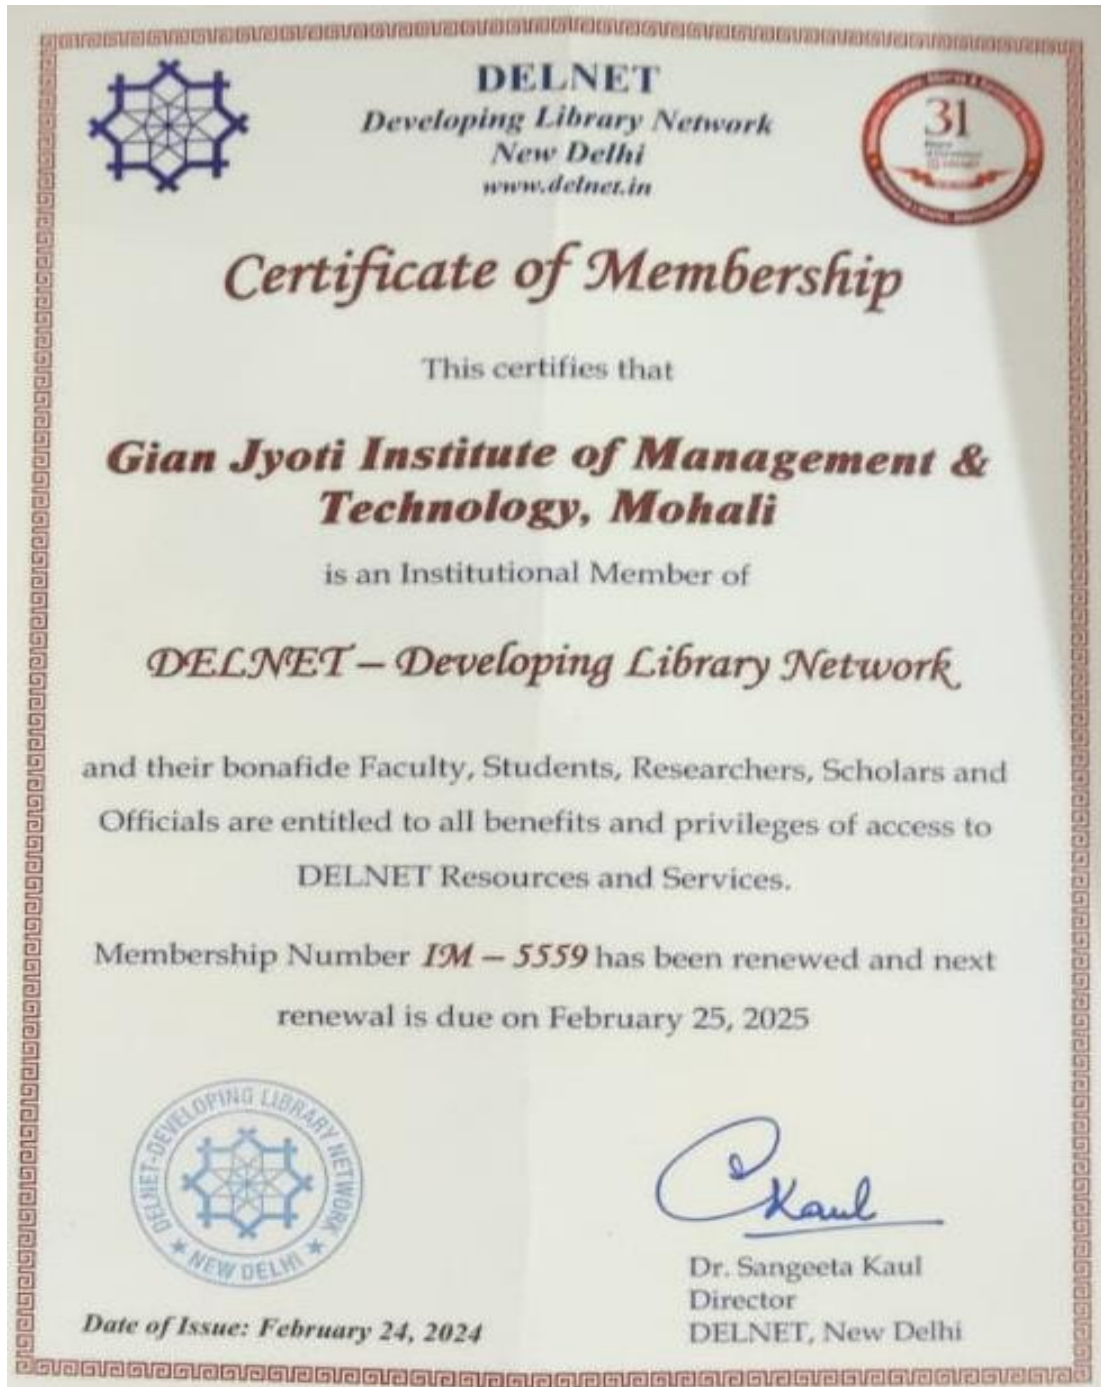 DELNET
Developing Library Network
New Delhi
www.delnet.in
31
Certificate of Membership
This certifies that
Gian Jyoti Institute of Management &
Technology, Mohali
is an Institutional Member of
DELNET – Developing Library Network
and their bonafide Faculty, Students, Researchers, Scholars and
Officials are entitled to all benefits and privileges of access to
DELNET Resources and Services.
Membership Number IM – 5559 has been renewed and next
renewal is due on February 25, 2025
DELNET-DEVELOPING LIBRARY NETWORK
NEW DELHI
Kaul
Dr. Sangeeta Kaul
Director
DELNET, New Delhi
Date of Issue: February 24, 2024